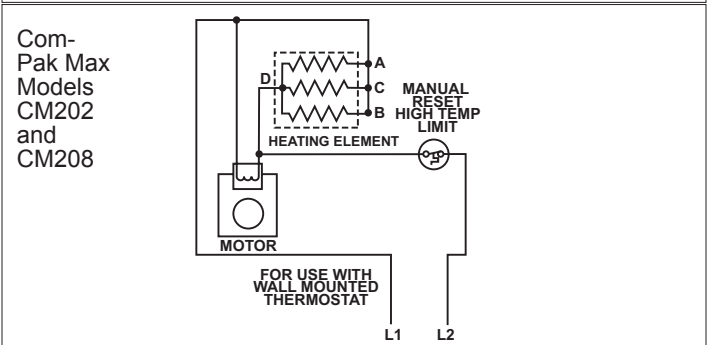 Com-
Pak Max
Models
CM202
and
CM208
A
D
C
B
MANUAL
RESET
HIGH TEMP
LIMIT
HEATING ELEMENT
MOTOR
FOR USE WITH
WALL MOUNTED
THERMOSTAT
L1 L2